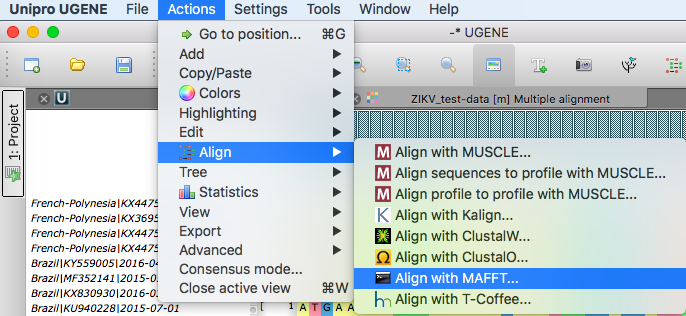 Unipro UGENE File Actions Settings Tools Window Help
-* UGENE
Go to position... ⌘G
Add
Copy/Paste
Colors
Highlighting
Edit
Align
Tree
Statistics
View
Export
Advanced
Consensus mode...
Close active view ⌘W
1: Project
U
ZIKV_test-data [m] Multiple alignment
M Align with MUSCLE...
M Align sequences to profile with MUSCLE...
M Align profile to profile with MUSCLE...
K Align with Kalign...
Align with ClustalW...
Ω Align with ClustalO...
Align with MAFFT...
Align with T-Coffee...
French-Polynesia|KX4475
French-Polynesia|KX3695
French-Polynesia|KX4475
French-Polynesia|KX4475
Brazil|KY559005|2016-04
Brazil|MF352141|2015-05
Brazil|KX830930|2016-03
Brazil|KU940228|2015-07-01
[ 1 A T G A A